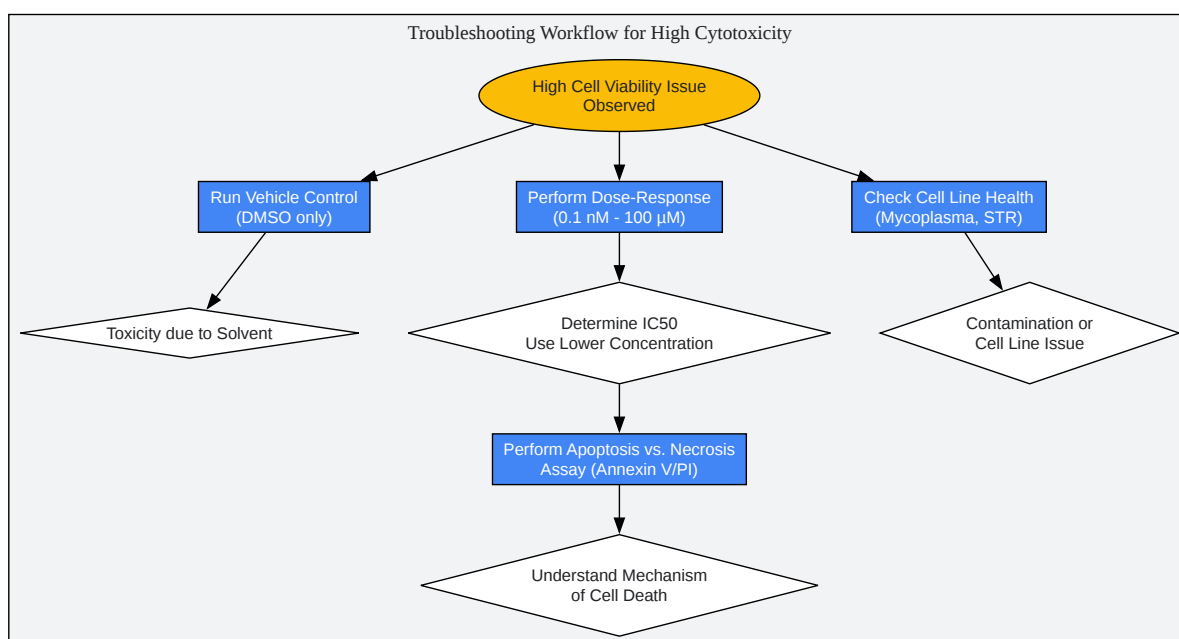 Troubleshooting Workflow for High Cytotoxicity
High Cell Viability Issue
Observed
Run Vehicle Control
(DMSO only)
Perform Dose-Response
(0.1 nM - 100 µM)
Check Cell Line Health
(Mycoplasma, STR)
Toxicity due to Solvent
Determine IC50
Use Lower Concentration
Contamination or
Cell Line Issue
Perform Apoptosis vs. Necrosis
Assay (Annexin V/PI)
Understand Mechanism
of Cell Death